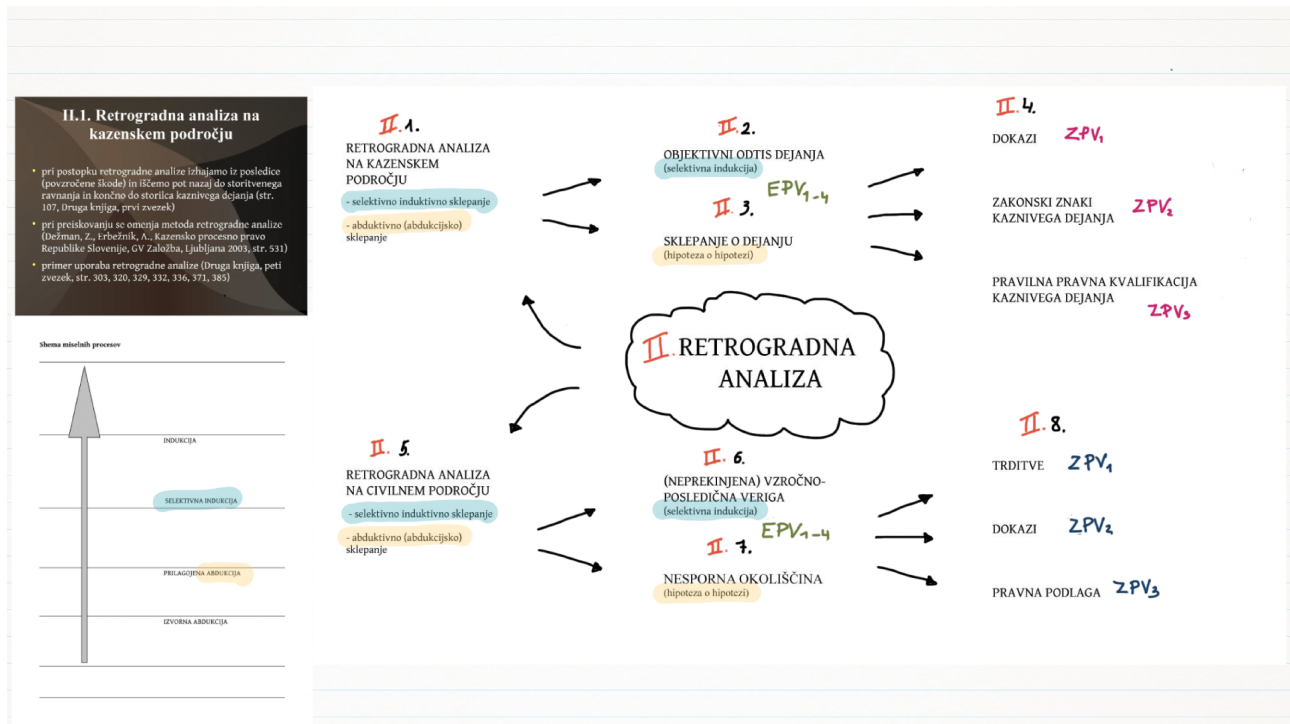 II.1. Retrogradna analiza na
kazenskem področju
• pri postopku retrogradne analize izhajamo iz posledice
(povzročene škode) in iščemo pot nazaj do storitvenega
ravnanja in končno do storilca kaznivega dejanja (str.
107, Druga knjiga, prvi zvezek)
• pri preiskovanju se omenja metoda retrogradne analize
(Dežman, Z., Erbežnik, A., Kazensko procesno pravo
Republike Slovenije, GV Založba, Ljubljana 2003, str. 531)
• primer uporaba retrogradne analize (Druga knjiga, peti
zvezek, str. 303, 320, 329, 332, 336, 371, 385)
Shema miselnih procesov
INDUKCIJA
SELEKTIVNA INDUKCIJA
PRILAGOJENA ABDUKCIJA
IZVORNA ABDUKCIJA
II. 1.
RETROGRADNA ANALIZA
NA KAZENSKEM
PODROČJU
- selektivno induktivno sklepanje
- abduktivno (abdukcijsko)
sklepanje
II. 2.
OBJEKTIVNI ODTIS DEJANJA
(selektivna indukcija)
EPV1-4
II. 3.
SKLEPANJE O DEJANJU
(hipoteza o hipotezi)
II. 4.
DOKAZI ZPV1
ZAKONSKI ZNAKI
KAZNIVEGA DEJANJA ZPV2
PRAVILNA PRAVNA KVALIFIKACIJA
KAZNIVEGA DEJANJA
ZPV3
II. RETROGRADNA
ANALIZA
II. 5.
RETROGRADNA ANALIZA
NA CIVILNEM PODROČJU
- selektivno induktivno sklepanje
- abduktivno (abdukcijsko)
sklepanje
II. 6.
(NEPREKINJENA) VZROČNO-
POSLEDIČNA VERIGA
(selektivna indukcija)
EPV1-4
II. 7.
NESPORNA OKOLIŠČINA
(hipoteza o hipotezi)
II. 8.
TRDITVE ZPV1
DOKAZI ZPV2
PRAVNA PODLAGA ZPV3